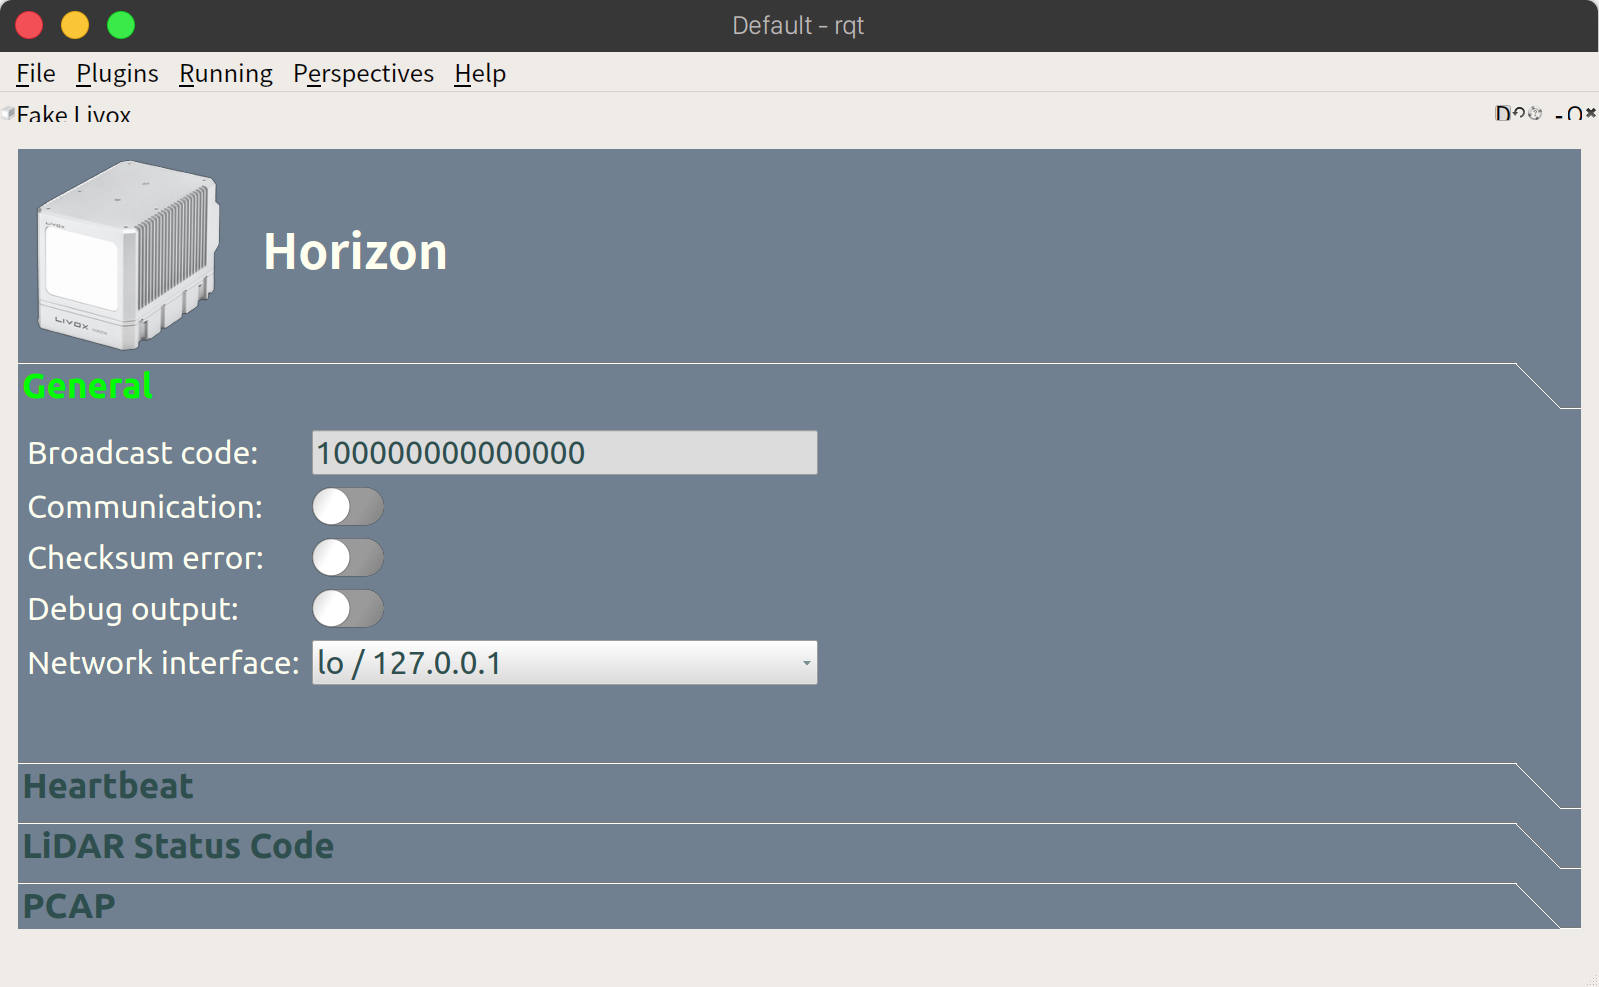 Default - rqt
File Plugins Running Perspectives Help
Fake Livox
D - O
LIVOX
Horizon
LIVOX
General
Broadcast code: 100000000000000
Communication:
Checksum error:
Debug output:
Network interface: lo / 127.0.0.1
Heartbeat
LiDAR Status Code
PCAP